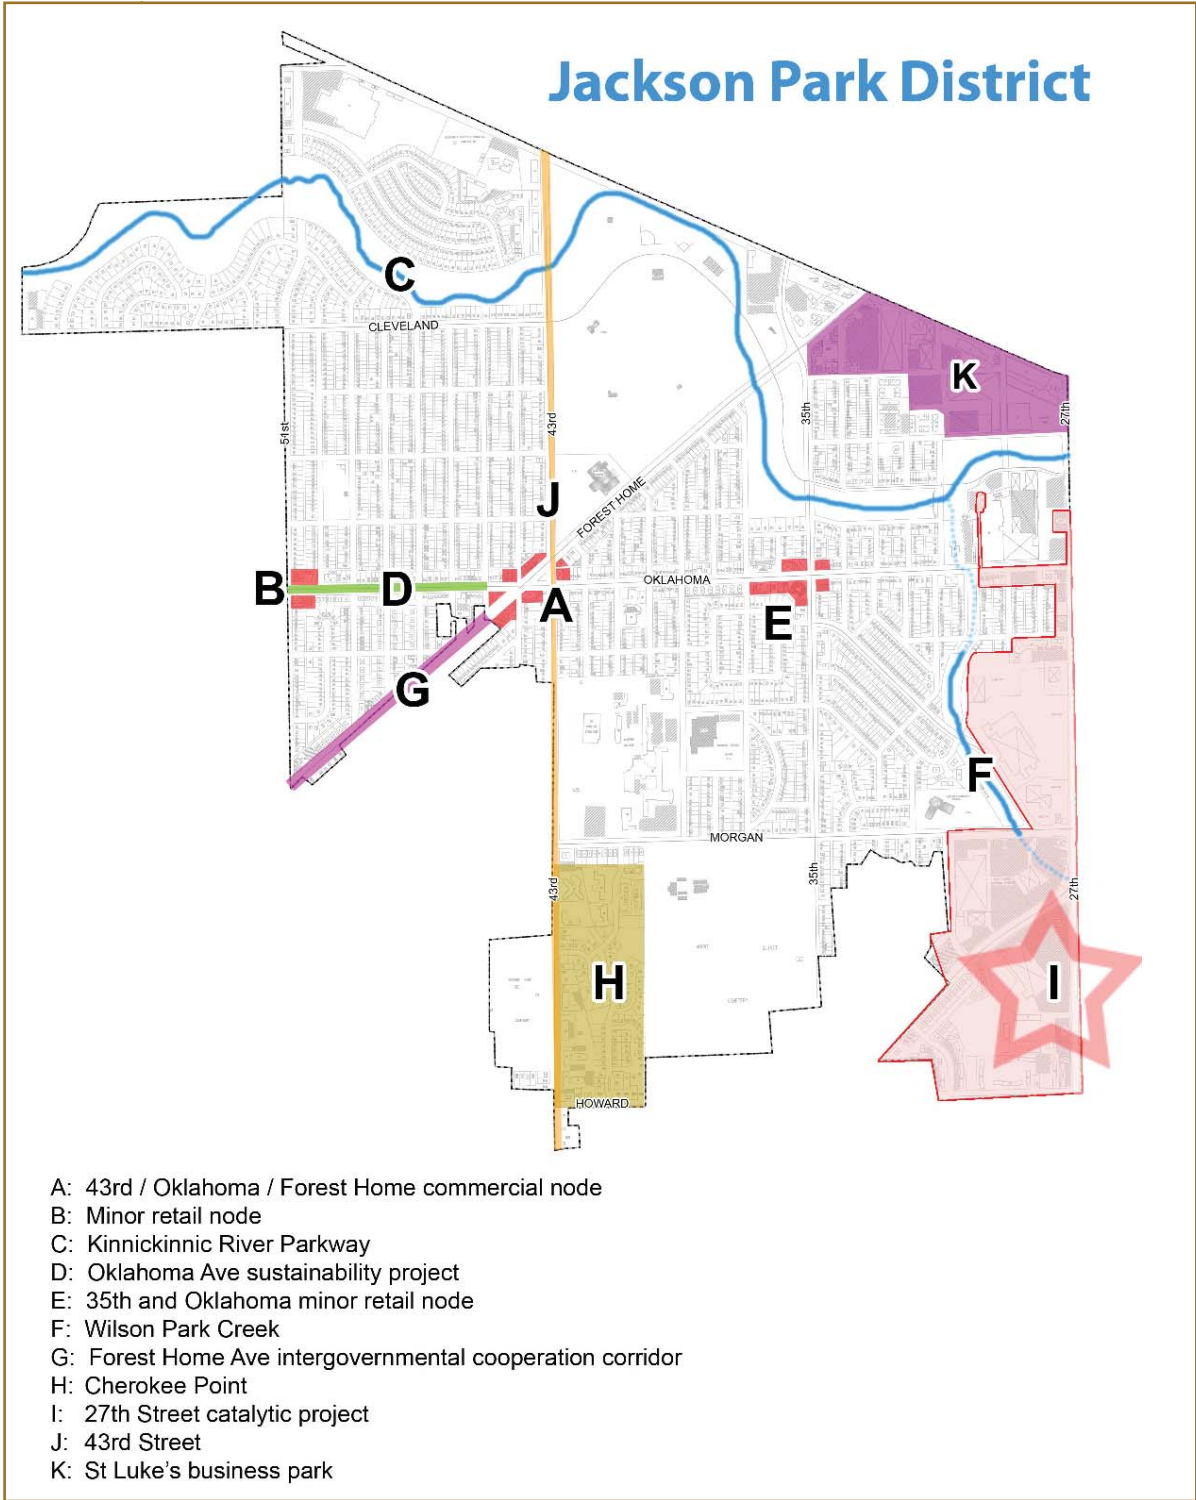 Jackson Park District
C
CLEVELAND
K
51st
43rd
35th
27th
J
FOREST HOME
B
D
OKLAHOMA
A
E
G
F
MORGAN
43rd
35th
27th
H
I
HOWARD
A: 43rd / Oklahoma / Forest Home commercial node
B: Minor retail node
C: Kinnickinnic River Parkway
D: Oklahoma Ave sustainability project
E: 35th and Oklahoma minor retail node
F: Wilson Park Creek
G: Forest Home Ave intergovernmental cooperation corridor
H: Cherokee Point
I: 27th Street catalytic project
J: 43rd Street
K: St Luke's business park